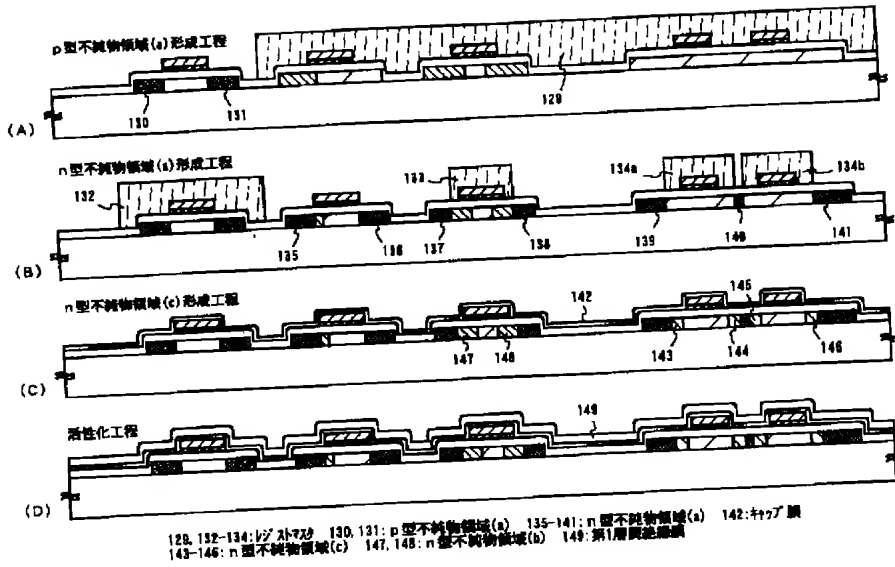 p型不純物領域(a)形成工程
130 131 129
(A)
n型不純物領域(a)形成工程
132 133 134a 134b
135 136 137 138 139 140 141
(B)
n型不純物領域(c)形成工程
142 145
147 148 143 144 146
(C)
活性化工程
149
(D)
129,132-134:レジストマスク 130,131:p型不純物領域(a) 135-141:n型不純物領域(a) 142:キャップ膜
143-146:n型不純物領域(c) 147,148:n型不純物領域(b) 149:第1層間絶縁膜